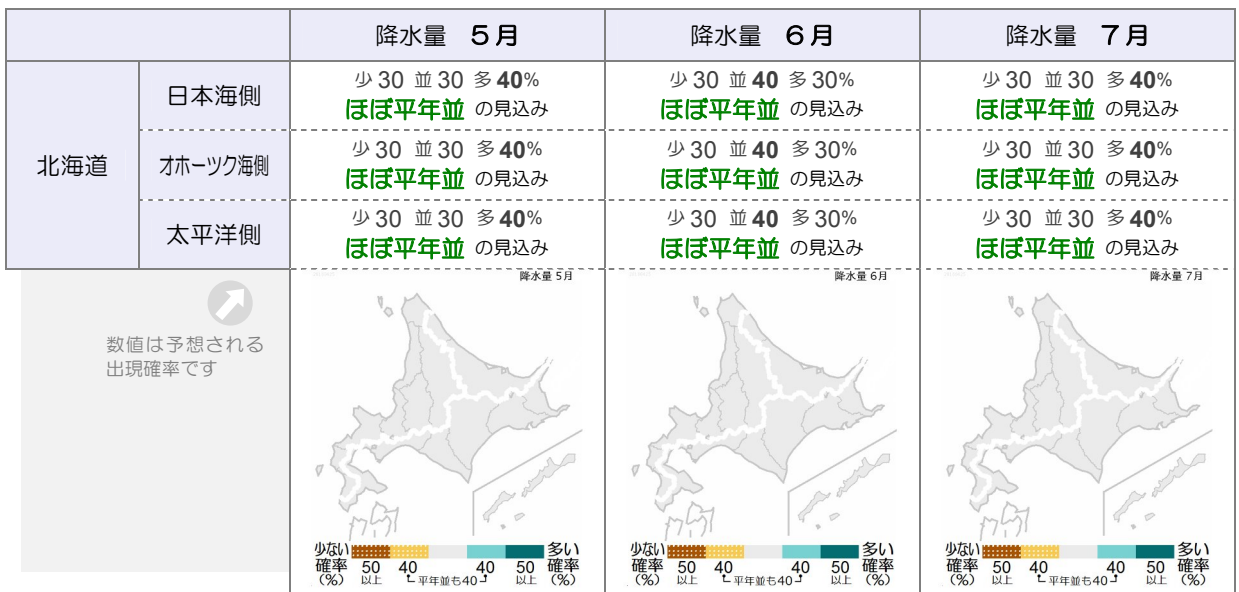 降水量 5月 降水量 6月 降水量 7月
北海道
日本海側
少30 並30 多40%
ほぼ平年並 の見込み
少30 並40 多30%
ほぼ平年並 の見込み
少30 並30 多40%
ほぼ平年並 の見込み
オホーツク海側
少30 並30 多40%
ほぼ平年並 の見込み
少30 並40 多30%
ほぼ平年並 の見込み
少30 並30 多40%
ほぼ平年並 の見込み
太平洋側
少30 並30 多40%
ほぼ平年並 の見込み
少30 並40 多30%
ほぼ平年並 の見込み
少30 並30 多40%
ほぼ平年並 の見込み
数値は予想される
出現確率です
降水量 5月
少ない 多い
確率 50 40 40 50 確率
(%) 以上 平年並も40 以上 (%)
降水量 6月
少ない 多い
確率 50 40 40 50 確率
(%) 以上 平年並も40 以上 (%)
降水量 7月
少ない 多い
確率 50 40 40 50 確率
(%) 以上 平年並も40 以上 (%)